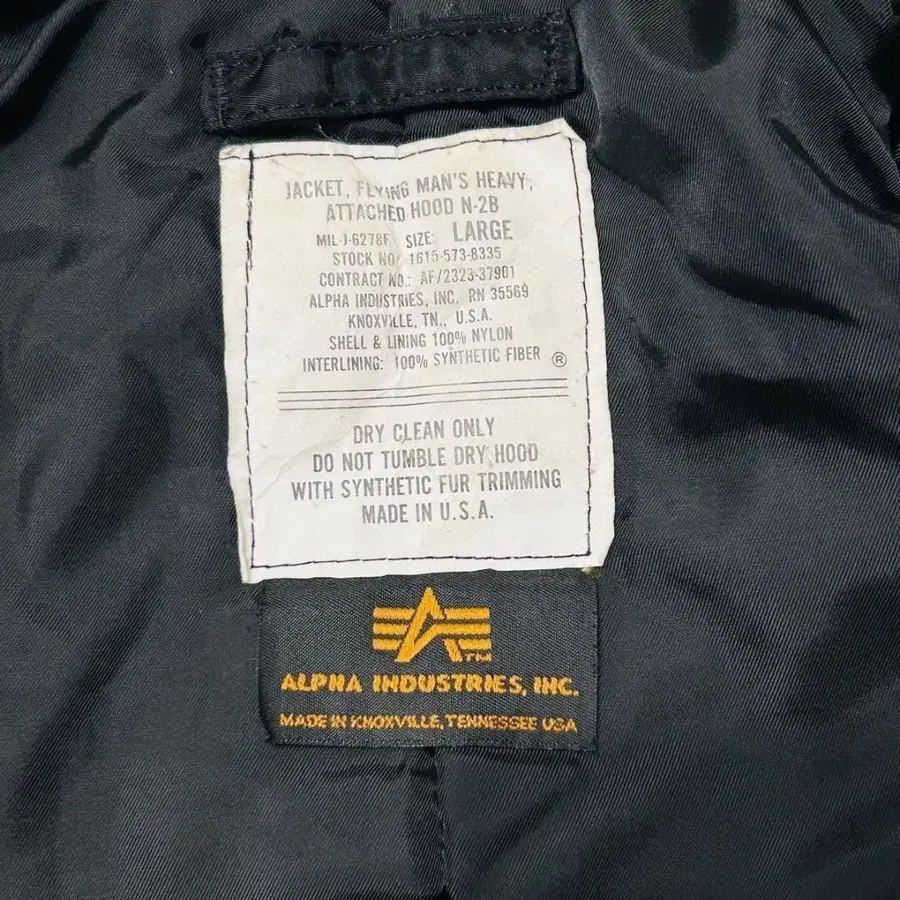 JACKET, FLYING MAN'S HEAVY,
ATTACHED HOOD N-2B
MIL-J-6278F SIZE: LARGE
STOCK NO: 1615-573-8335
CONTRACT NO.: AF/2323-37901
ALPHA INDUSTRIES, INC. RN 35569
KNOXVILLE, TN., U.S.A.
SHELL & LINING 100% NYLON
INTERLINING: 100% SYNTHETIC FIBER ®
DRY CLEAN ONLY
DO NOT TUMBLE DRY HOOD
WITH SYNTHETIC FUR TRIMMING
MADE IN U.S.A.
TM
ALPHA INDUSTRIES, INC.
MADE IN KNOXVILLE, TENNESSEE USA